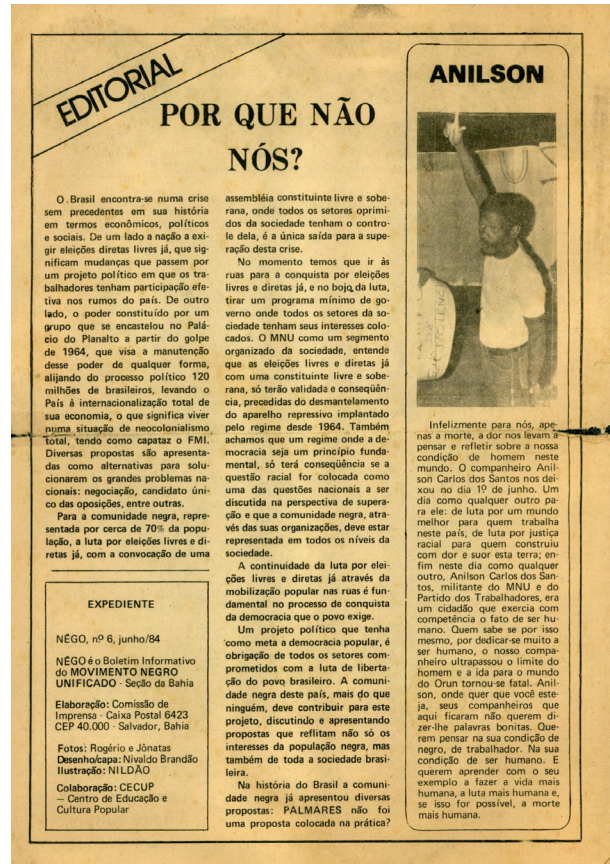 EDITORIAL
POR QUE NÃO
NÓS?
O. Brasil encontra-se numa crise
sem precedentes em sua história
em termos econômicos, políticos
e sociais. De um lado a nação a exi-
gir eleições diretas livres já, que sig-
nificam mudanças que passem por
um projeto político em que os tra-
balhadores tenham participação efe-
tiva nos rumos do país. De outro
lado, o poder constituído por um
grupo que se encastelou no Palá-
cio do Planalto a partir do golpe
de 1964, que visa a manutenção
desse poder de qualquer forma,
alijando do processo político 120
milhões de brasileiros, levando o
País à internacionalização total de
sua economia, o que significa viver
numa situação de neocolonialismo
total, tendo como capataz o FMI.
Diversas propostas são apresenta-
das como alternativas para solu-
cionarem os grandes problemas na-
cionais: negociação, candidato úni-
co das oposições, entre outras.
Para a comunidade negra, repre-
sentada por cerca de 70% da popu-
lação, a luta por eleições livres e di-
retas já, com a convocação de uma
assembléia constituinte livre e sobe-
rana, onde todos os setores oprimi-
dos da sociedade tenham o contro-
le dela, é a única saída para a supe-
ração desta crise.
No momento temos que ir às
ruas para a conquista por eleições
livres e diretas já, e no bojo da luta,
tirar um programa mínimo de go-
verno onde todos os setores da so-
ciedade tenham seus interesses colo-
cados. O MNU como um segmento
organizado da sociedade, entende
que as eleições livres e diretas já
com uma constituinte livre e sobe-
rana, só terão validada e conseqüên-
cia, precedidas do desmantelamento
do aparelho repressivo implantado
pelo regime desde 1964. Também
achamos que um regime onde a de-
mocracia seja um princípio funda-
mental, só terá conseqüência se a
questão racial for colocada como
uma das questões nacionais a ser
discutida na perspectiva de supera-
ção e que a comunidade negra, atra-
vés das suas organizações, deve estar
representada em todos os níveis da
sociedade.
A continuidade da luta por elei-
ções livres e diretas já através da
mobilização popular nas ruas é fun-
damental no processo de conquista
da democracia que o povo exige.
Um projeto político que tenha
como meta a democracia popular, é
obrigação de todos os setores com-
prometidos com a luta de liberta-
ção do povo brasileiro. A comuni-
dade negra deste país, mais do que
ninguém, deve contribuir para este
projeto, discutindo e apresentando
propostas que reflitam não só os
interesses da população negra, mas
também de toda a sociedade brasi-
leira.
Na história do Brasil a comuni-
dade negra já apresentou diversas
propostas: PALMARES não foi
uma proposta colocada na prática?
EXPEDIENTE
NÊGO, nº 6, junho/84
NÊGO é o Boletim Informativo
do MOVIMENTO NEGRO
UNIFICADO - Seção da Bahia
Elaboração: Comissão de
Imprensa - Caixa Postal 6423
CEP 40.000 - Salvador, Bahia
Fotos: Rogério e Jônatas
Desenho/capa: Nivaldo Brandão
Ilustração: NILDÃO
Colaboração: CECUP
— Centro de Educação e
Cultura Popular
ANILSON
Infelizmente para nós, ape-
nas a morte, a dor nos levam a
pensar e refletir sobre a nossa
condição de homem neste
mundo. O companheiro Anil-
son Carlos dos Santos nos dei-
xou no dia 1º de junho. Um
dia como qualquer outro pa-
ra ele: de luta por um mundo
melhor para quem trabalha
neste país; de luta por justiça
racial para quem construiu
com dor e suor esta terra; en-
fim neste dia como qualquer
outro, Anilson Carlos dos San-
tos, militante do MNU e do
Partido dos Trabalhadores, era
um cidadão que exercia com
competência o fato de ser hu-
mano. Quem sabe se por isso
mesmo, por dedicar-se muito a
ser humano, o nosso compa-
nheiro ultrapassou o limite do
homem e a ida para o mundo
do Orun tornou-se fatal. Anil-
son, onde quer que você este-
ja, seus companheiros que
aqui ficaram não querem di-
zer-lhe palavras bonitas. Que-
rem pensar na sua condição de
negro, de trabalhador. Na sua
condição de ser humano. E
querem aprender com o seu
exemplo a fazer a vida mais
humana, a luta mais humana e,
se isso for possível, a morte
mais humana.